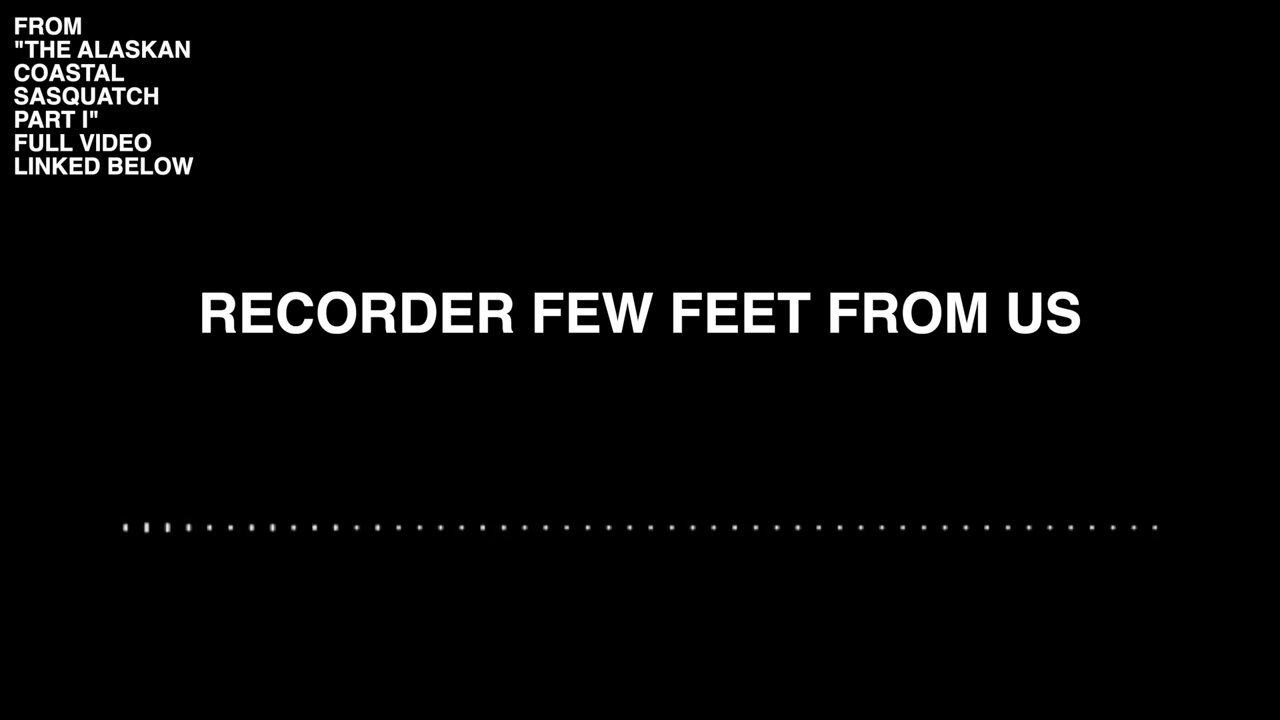 FROM
"THE ALASKAN
COASTAL
SASQUATCH
PART I"
FULL VIDEO
LINKED BELOW
RECORDER FEW FEET FROM US